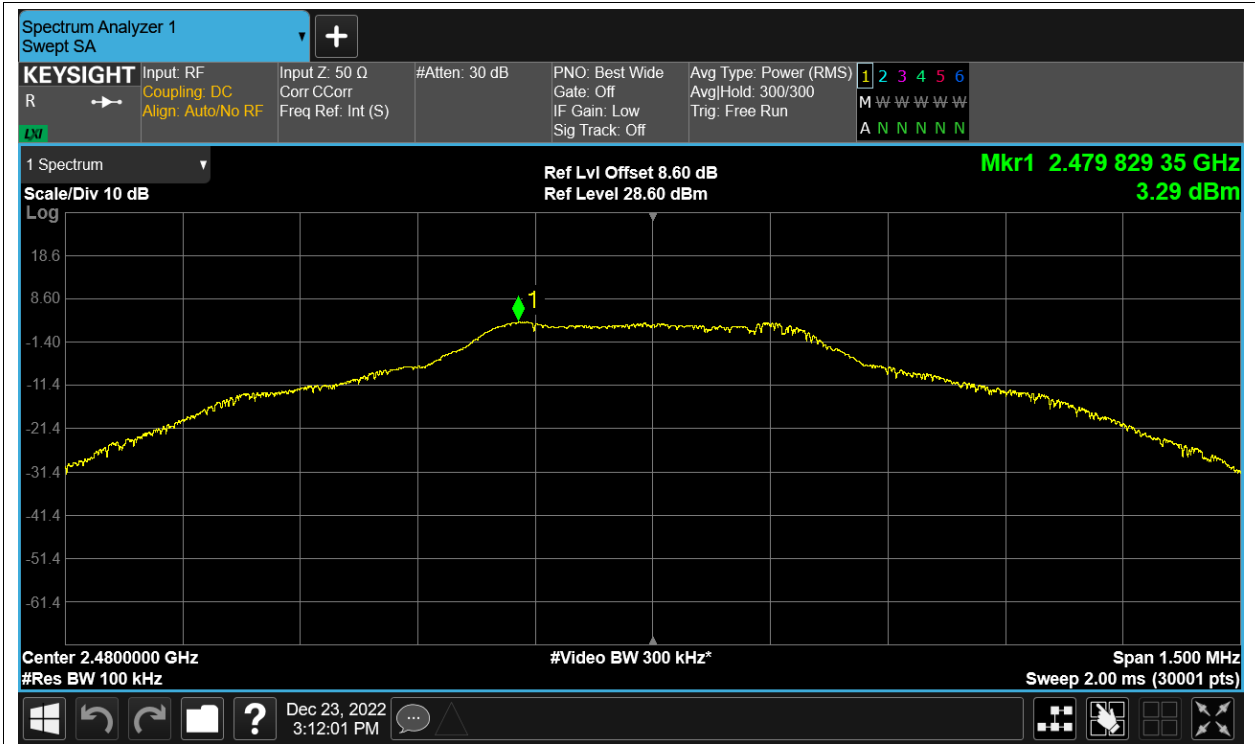 Spectrum Analyzer 1
Swept SA
KEYSIGHT
R
LXI
Input: RF
Coupling: DC
Align: Auto/No RF
Input Z: 50 Ω
Corr CCorr
Freq Ref: Int (S)
#Atten: 30 dB
PNO: Best Wide
Gate: Off
IF Gain: Low
Sig Track: Off
Avg Type: Power (RMS)
Avg|Hold: 300/300
Trig: Free Run
1 2 3 4 5 6
M W W W W W
A N N N N N
1 Spectrum
Scale/Div 10 dB
Log
Ref Lvl Offset 8.60 dB
Ref Level 28.60 dBm
Mkr1 2.479 829 35 GHz
3.29 dBm
18.6
8.60
-1.40
-11.4
-21.4
-31.4
-41.4
-51.4
-61.4
1
Center 2.4800000 GHz
#Res BW 100 kHz
#Video BW 300 kHz*
Span 1.500 MHz
Sweep 2.00 ms (30001 pts)
?
Dec 23, 2022
3:12:01 PM